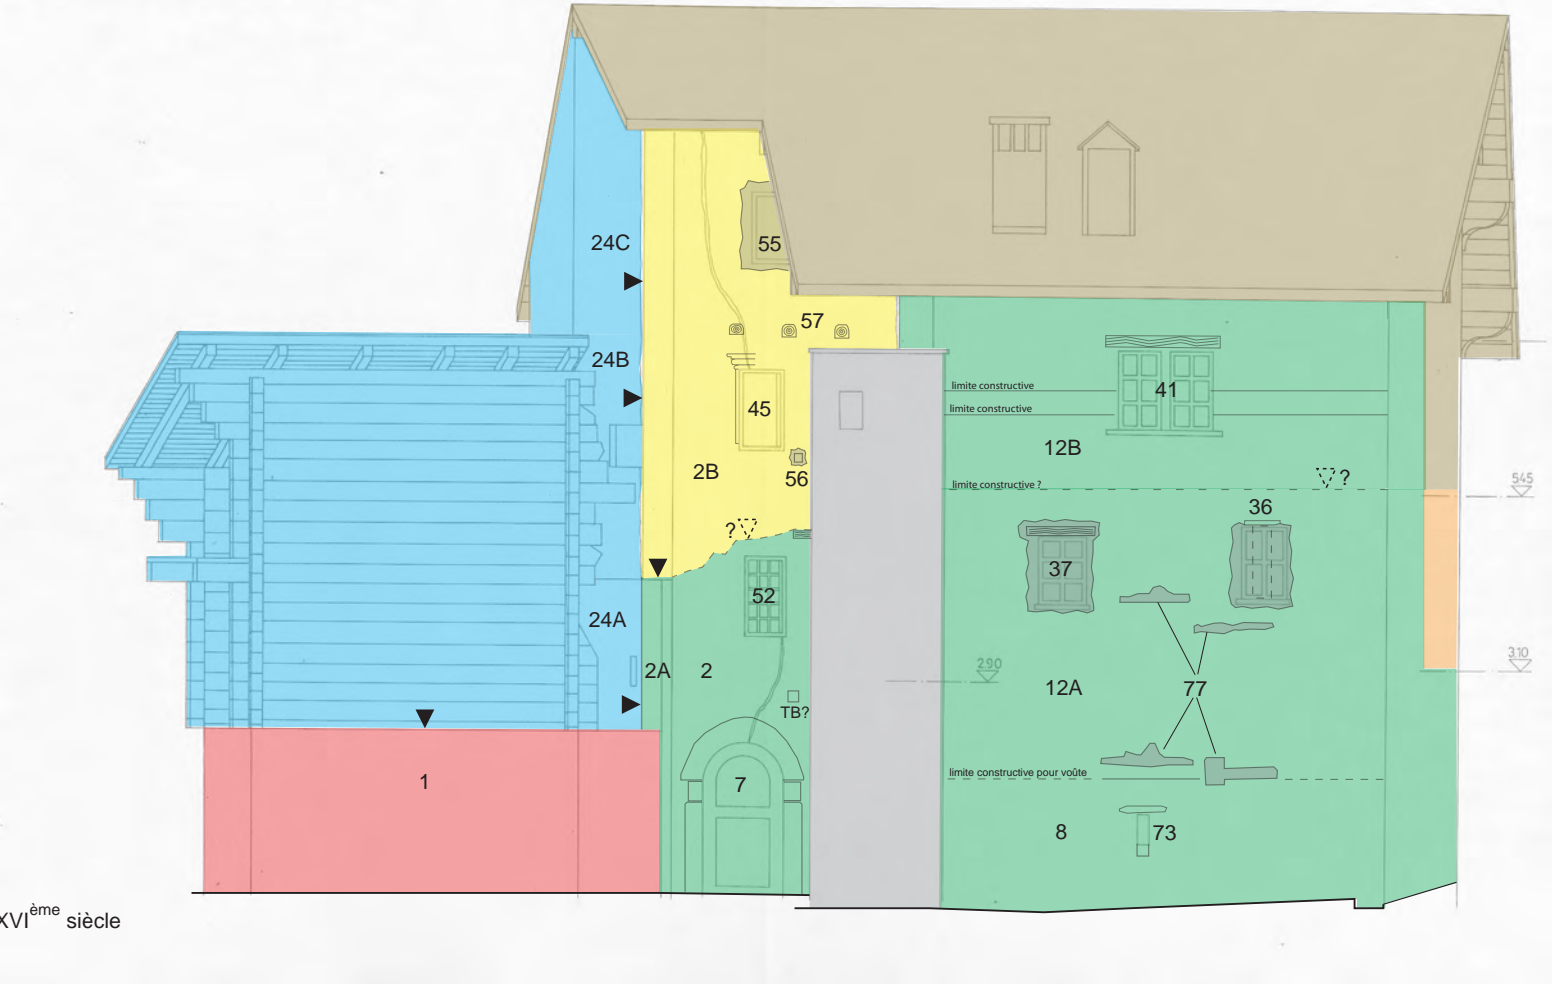 24C
55
57
24B
limite constructive
41
45
limite constructive
12B
2B
56
limite constructive ?
?
545
36
?
37
52
24A
2A
2
290
12A
77
310
TB?
1
7
limite constructive pour voûte
8
73
XVIème siècle